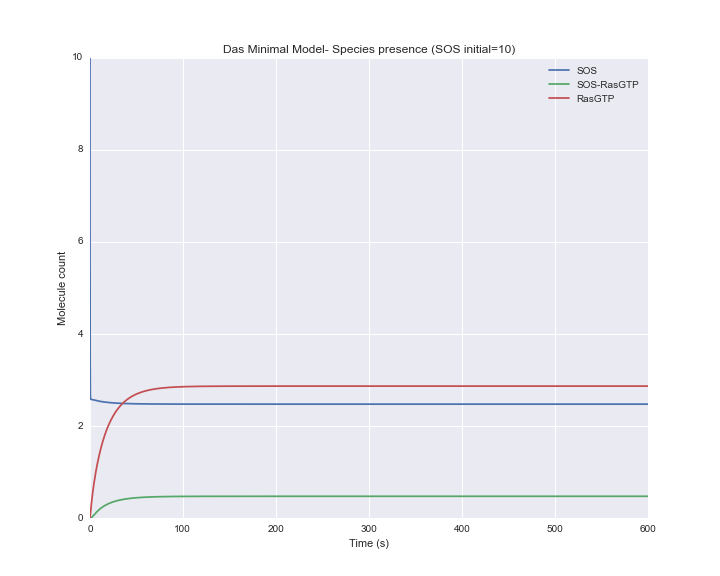 Das Minimal Model- Species presence (SOS initial=10)
SOS
SOS-RasGTP
RasGTP
Molecule count
10
8
6
4
2
0
0 100 200 300 400 500 600
Time (s)